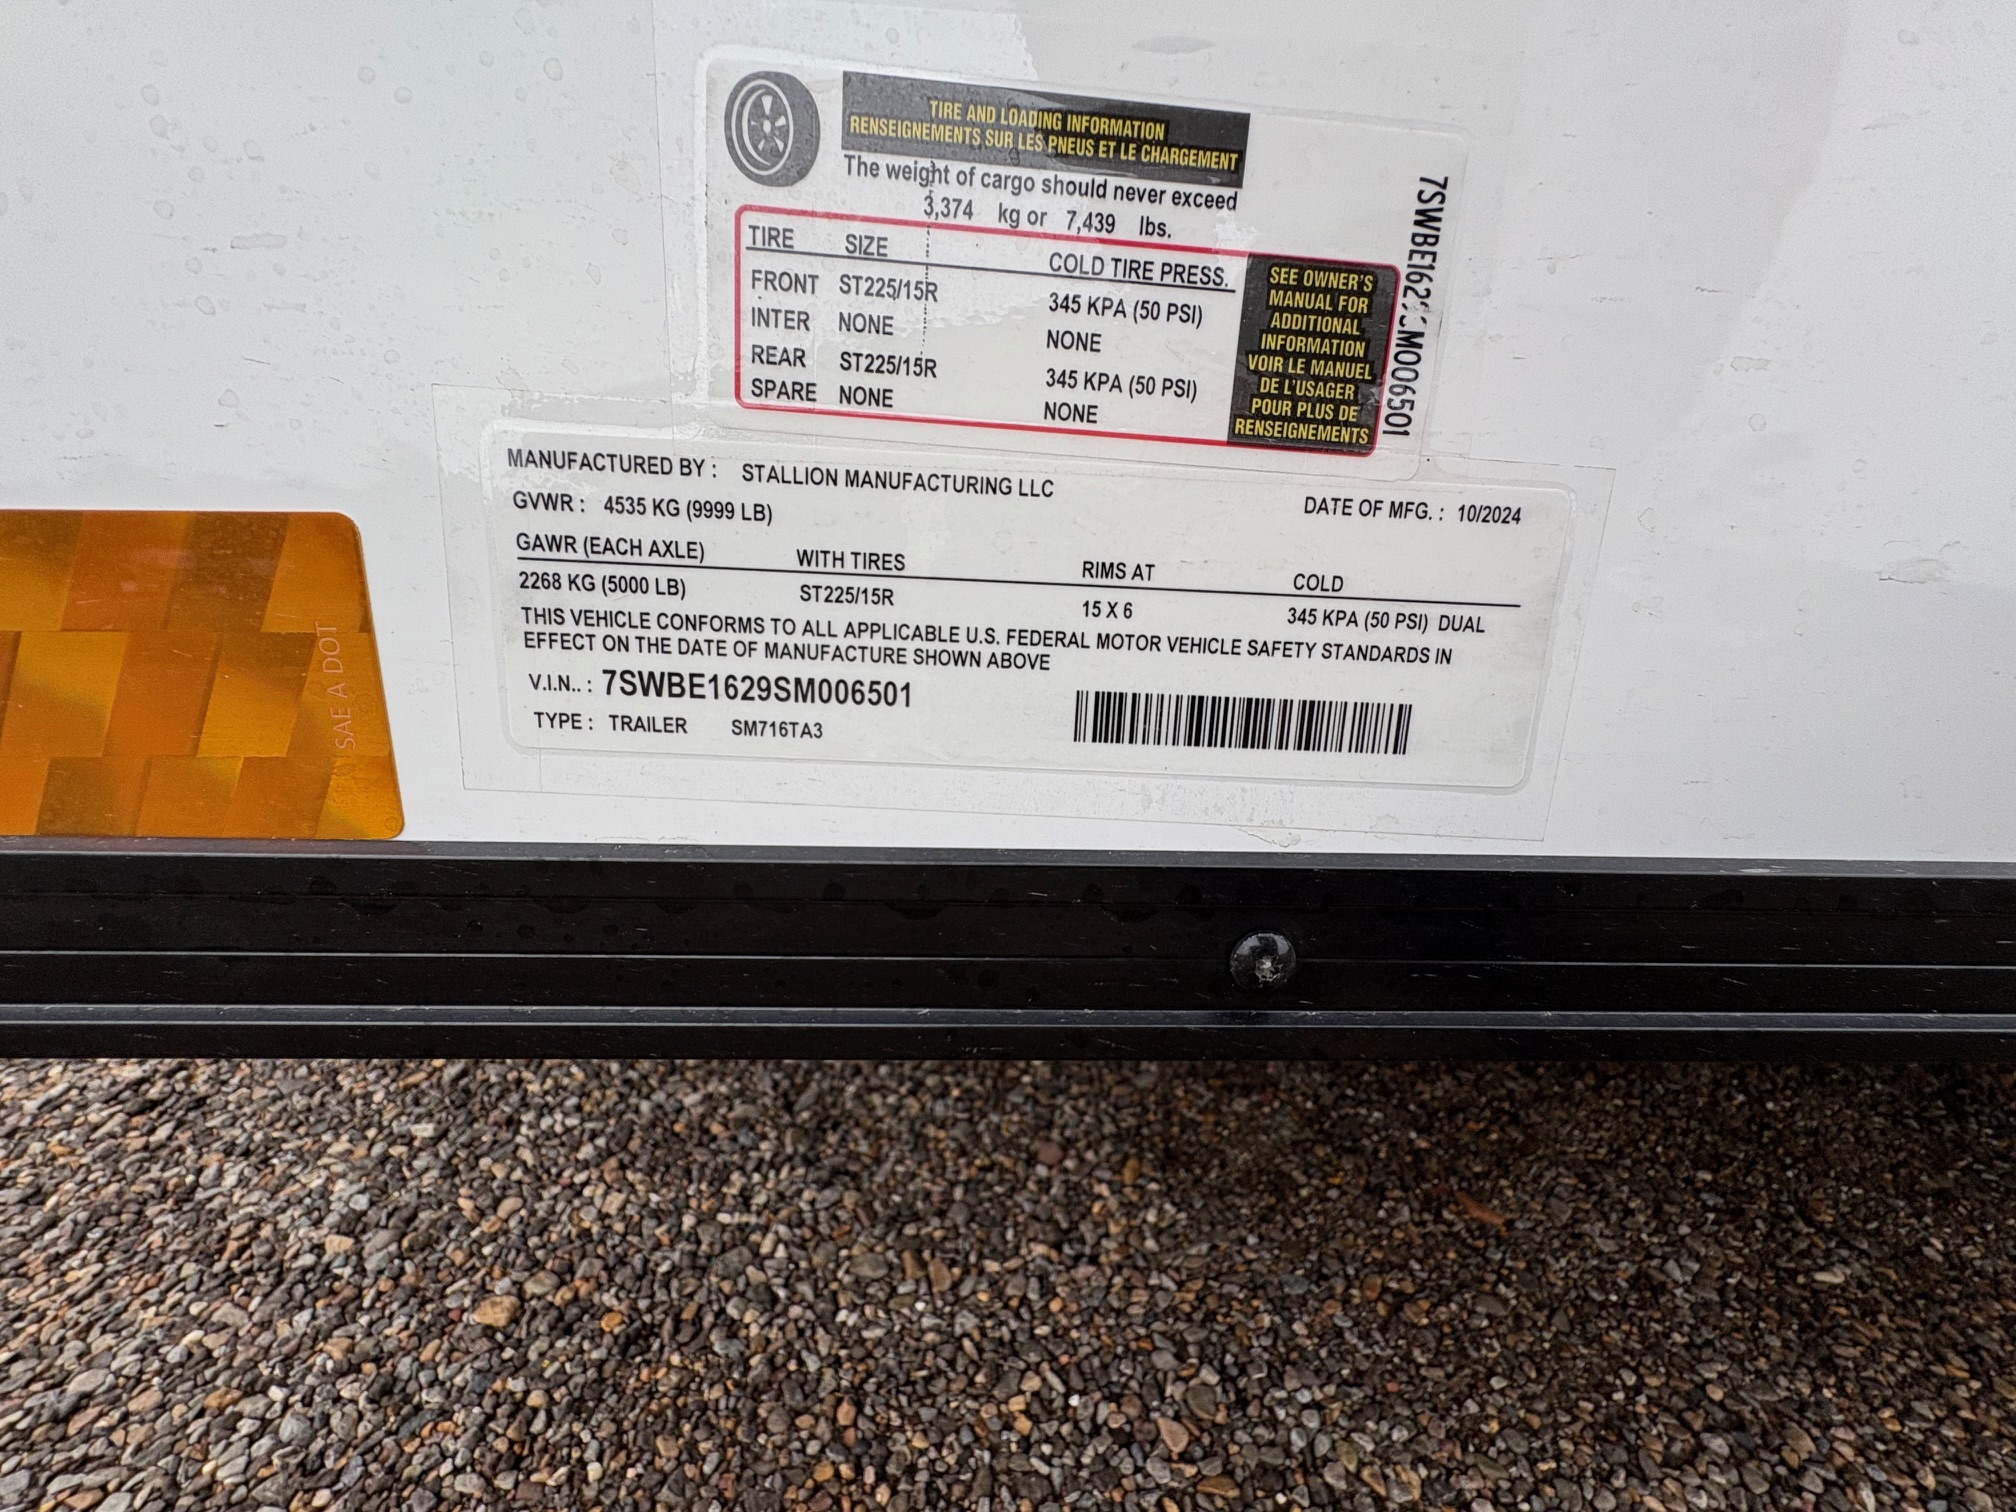 TIRE AND LOADING INFORMATION
RENSEIGNEMENTS SUR LES PNEUS ET LE CHARGEMENT
The weight of cargo should never exceed
3,374 kg or 7,439 lbs.
TIRE SIZE COLD TIRE PRESS.
FRONT ST225/15R 345 KPA (50 PSI)
INTER NONE NONE
REAR ST225/15R 345 KPA (50 PSI)
SPARE NONE NONE
SEE OWNER'S
MANUAL FOR
ADDITIONAL
INFORMATION
VOIR LE MANUEL
DE L'USAGER
POUR PLUS DE
RENSEIGNEMENTS
MANUFACTURED BY : STALLION MANUFACTURING LLC DATE OF MFG. : 10/2024
GVWR : 4535 KG (9999 LB)
GAWR (EACH AXLE) WITH TIRES RIMS AT COLD
2268 KG (5000 LB) ST225/15R 15 X 6 345 KPA (50 PSI) DUAL
THIS VEHICLE CONFORMS TO ALL APPLICABLE U.S. FEDERAL MOTOR VEHICLE SAFETY STANDARDS IN
EFFECT ON THE DATE OF MANUFACTURE SHOWN ABOVE
V.I.N.. : 7SWBE1629SM006501
TYPE : TRAILER SM716TA3
SAE A DOT